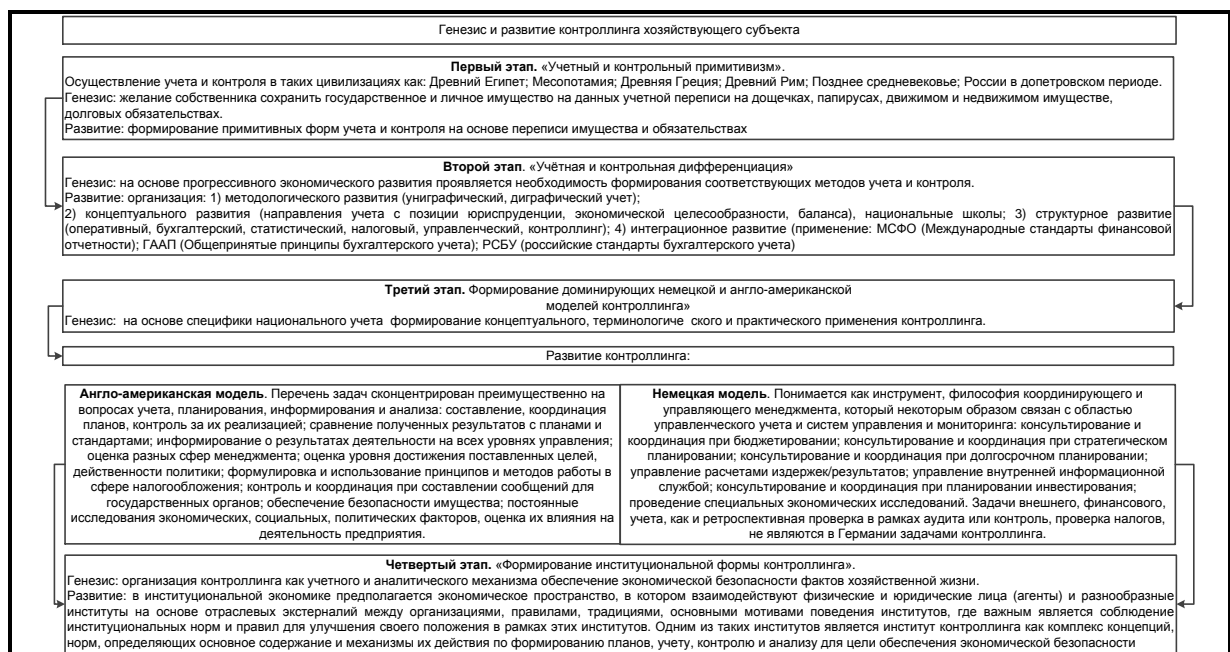 Генезис и развитие контроллинга хозяйствующего субъекта
Первый этап. «Учетный и контрольный примитивизм».
Осуществление учета и контроля в таких цивилизациях как: Древний Египет; Месопотамия; Древняя Греция; Древний Рим; Позднее средневековье; России в допетровском периоде.
Генезис: желание собственника сохранить государственное и личное имущество на данных учетной переписи на дощечках, папирусах, движимом и недвижимом имуществе,
долговых обязательствах.
Развитие: формирование примитивных форм учета и контроля на основе переписи имущества и обязательствах
Второй этап. «Учётная и контрольная дифференциация»
Генезис: на основе прогрессивного экономического развития проявляется необходимость формирования соответствующих методов учета и контроля.
Развитие: организация: 1) методологического развития (униграфический, диграфический учет);
2) концептуального развития (направления учета с позиции юриспруденции, экономической целесообразности, баланса), национальные школы; 3) структурное развитие
(оперативный, бухгалтерский, статистический, налоговый, управленческий, контроллинг); 4) интеграционное развитие (применение: МСФО (Международные стандарты финансовой
отчетности); ГААП (Общепринятые принципы бухгалтерского учета); РСБУ (российские стандарты бухгалтерского учета)
Третий этап. Формирование доминирующих немецкой и англо-американской
моделей контроллинга»
Генезис: на основе специфики национального учета формирование концептуального, терминологиче ского и практического применения контроллинга.
Развитие контроллинга:
Англо-американская модель. Перечень задач сконцентрирован преимущественно на
вопросах учета, планирования, информирования и анализа: составление, координация
планов, контроль за их реализацией; сравнение полученных результатов с планами и
стандартами; информирование о результатах деятельности на всех уровнях управления;
оценка разных сфер менеджмента; оценка уровня достижения поставленных целей,
действенности политики; формулировка и использование принципов и методов работы в
сфере налогообложения; контроль и координация при составлении сообщений для
государственных органов; обеспечение безопасности имущества; постоянные
исследования экономических, социальных, политических факторов, оценка их влияния на
деятельность предприятия.
Немецкая модель. Понимается как инструмент, философия координирующего и
управляющего менеджмента, который некоторым образом связан с областью
управленческого учета и систем управления и мониторинга: консультирование и
координация при бюджетировании; консультирование и координация при стратегическом
планировании; консультирование и координация при долгосрочном планировании;
управление расчетами издержек/результатов; управление внутренней информационной
службой; консультирование и координация при планировании инвестирования;
проведение специальных экономических исследований. Задачи внешнего, финансового,
учета, как и ретроспективная проверка в рамках аудита или контроль, проверка налогов,
не являются в Германии задачами контроллинга.
Четвертый этап. «Формирование институциональной формы контроллинга».
Генезис: организация контроллинга как учетного и аналитического механизма обеспечение экономической безопасности фактов хозяйственной жизни.
Развитие: в институциональной экономике предполагается экономическое пространство, в котором взаимодействуют физические и юридические лица (агенты) и разнообразные
институты на основе отраслевых экстерналий между организациями, правилами, традициями, основными мотивами поведения институтов, где важным является соблюдение
институциональных норм и правил для улучшения своего положения в рамках этих институтов. Одним из таких институтов является институт контроллинга как комплекс концепций,
норм, определяющих основное содержание и механизмы их действия по формированию планов, учету, контролю и анализу для цели обеспечения экономической безопасности